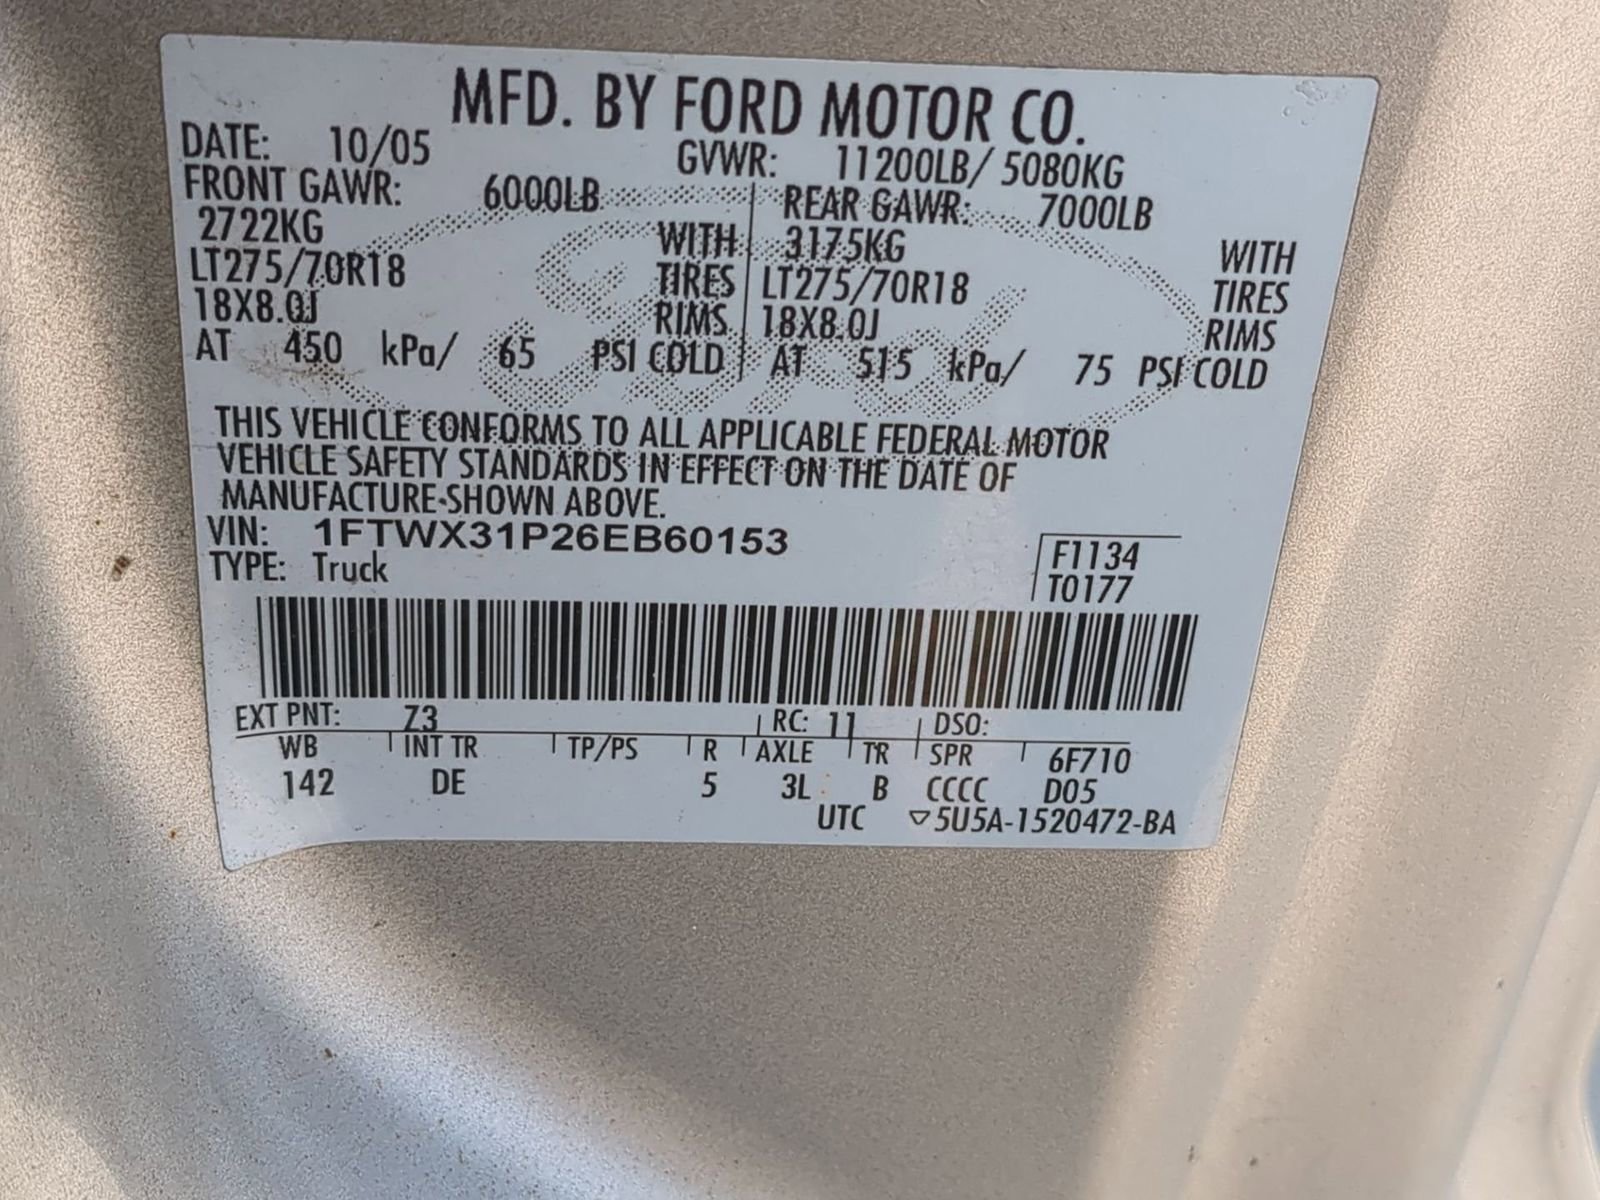 MFD. BY FORD MOTOR CO.
DATE: 10/05 GVWR: 11200LB/ 5080KG
FRONT GAWR: 6000LB REAR GAWR: 7000LB
2722KG WITH 3175KG WITH
LT275/70R18 TIRES LT275/70R18 TIRES
18X8.0J RIMS 18X8.0J RIMS
AT 450 kPa/ 65 PSI COLD AT 515 kPa/ 75 PSI COLD
THIS VEHICLE CONFORMS TO ALL APPLICABLE FEDERAL MOTOR
VEHICLE SAFETY STANDARDS IN EFFECT ON THE DATE OF
MANUFACTURE SHOWN ABOVE.
VIN: 1FTWX31P26EB60153 F1134
TYPE: Truck T0177
EXT PNT: Z3 RC: 11 DSO:
WB INT TR TP/PS R AXLE TR SPR 6F710
142 DE 5 3L B CCCC D05
UTC ▽5U5A-1520472-BA
Ford